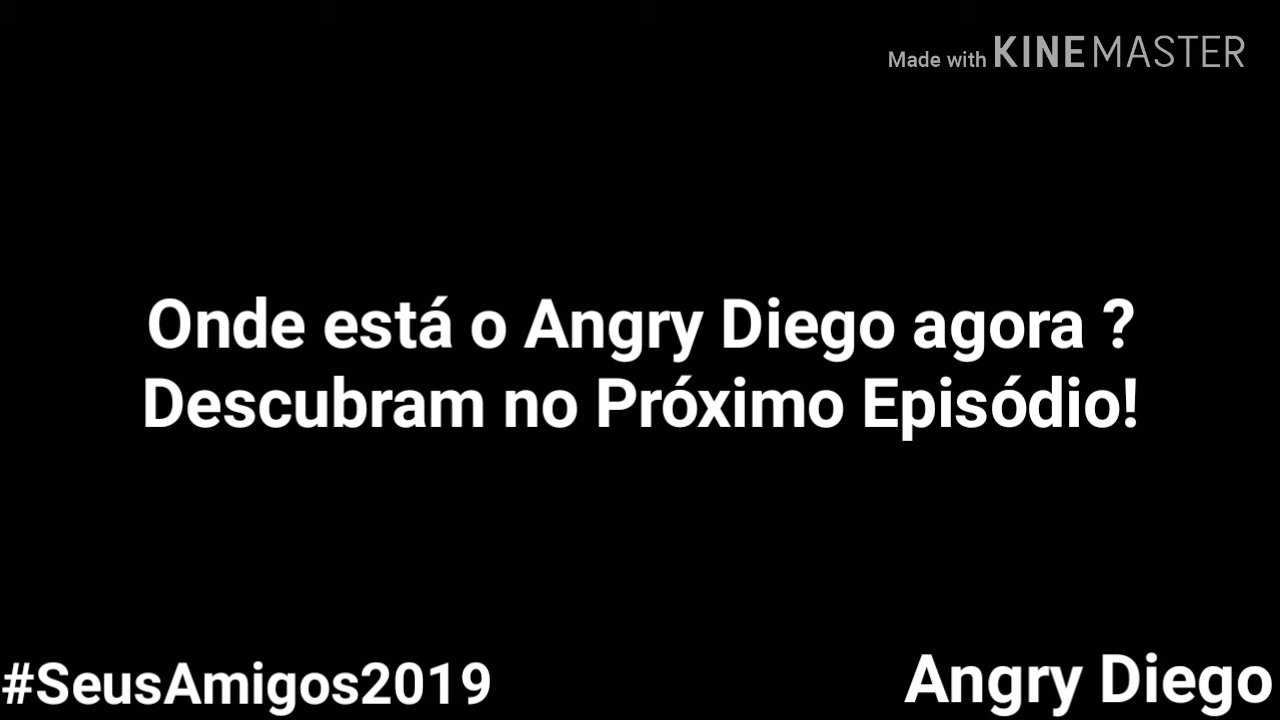 Made with KINEMASTER
Onde está o Angry Diego agora ?
Descubram no Próximo Episódio!
#SeusAmigos2019
Angry Diego